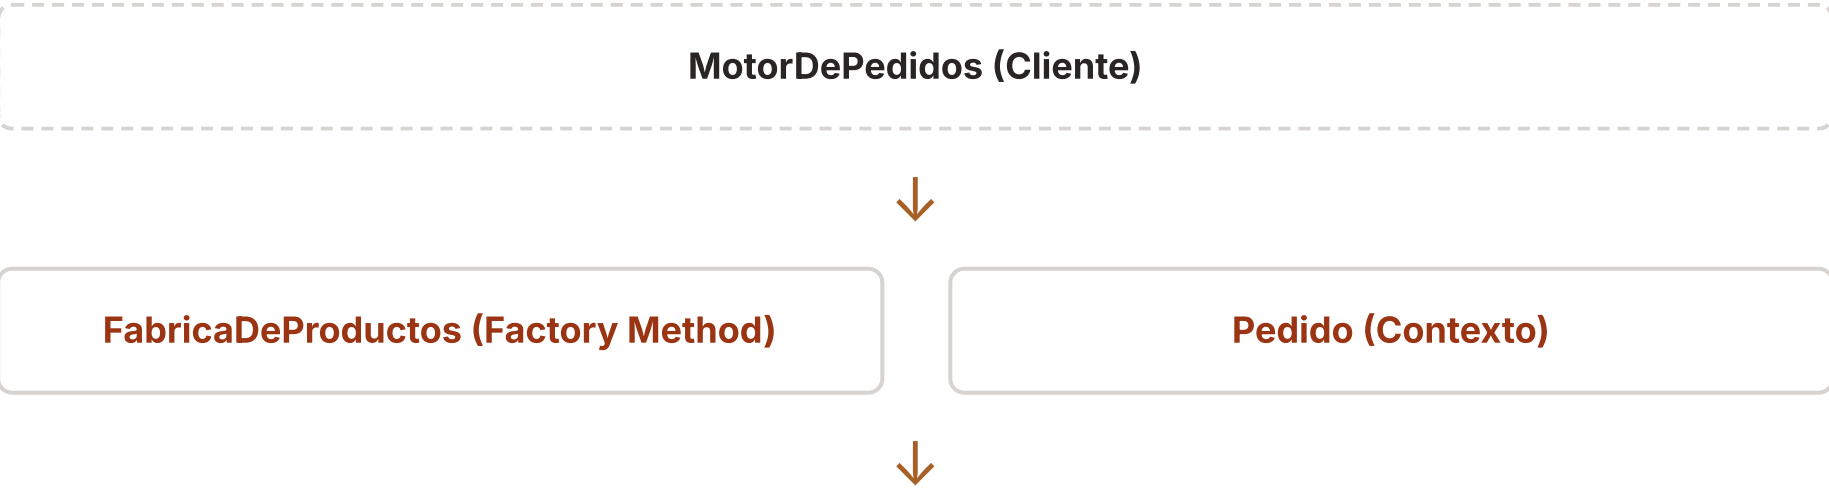 MotorDePedidos (Cliente)
FabricaDeProductos (Factory Method)
Pedido (Contexto)